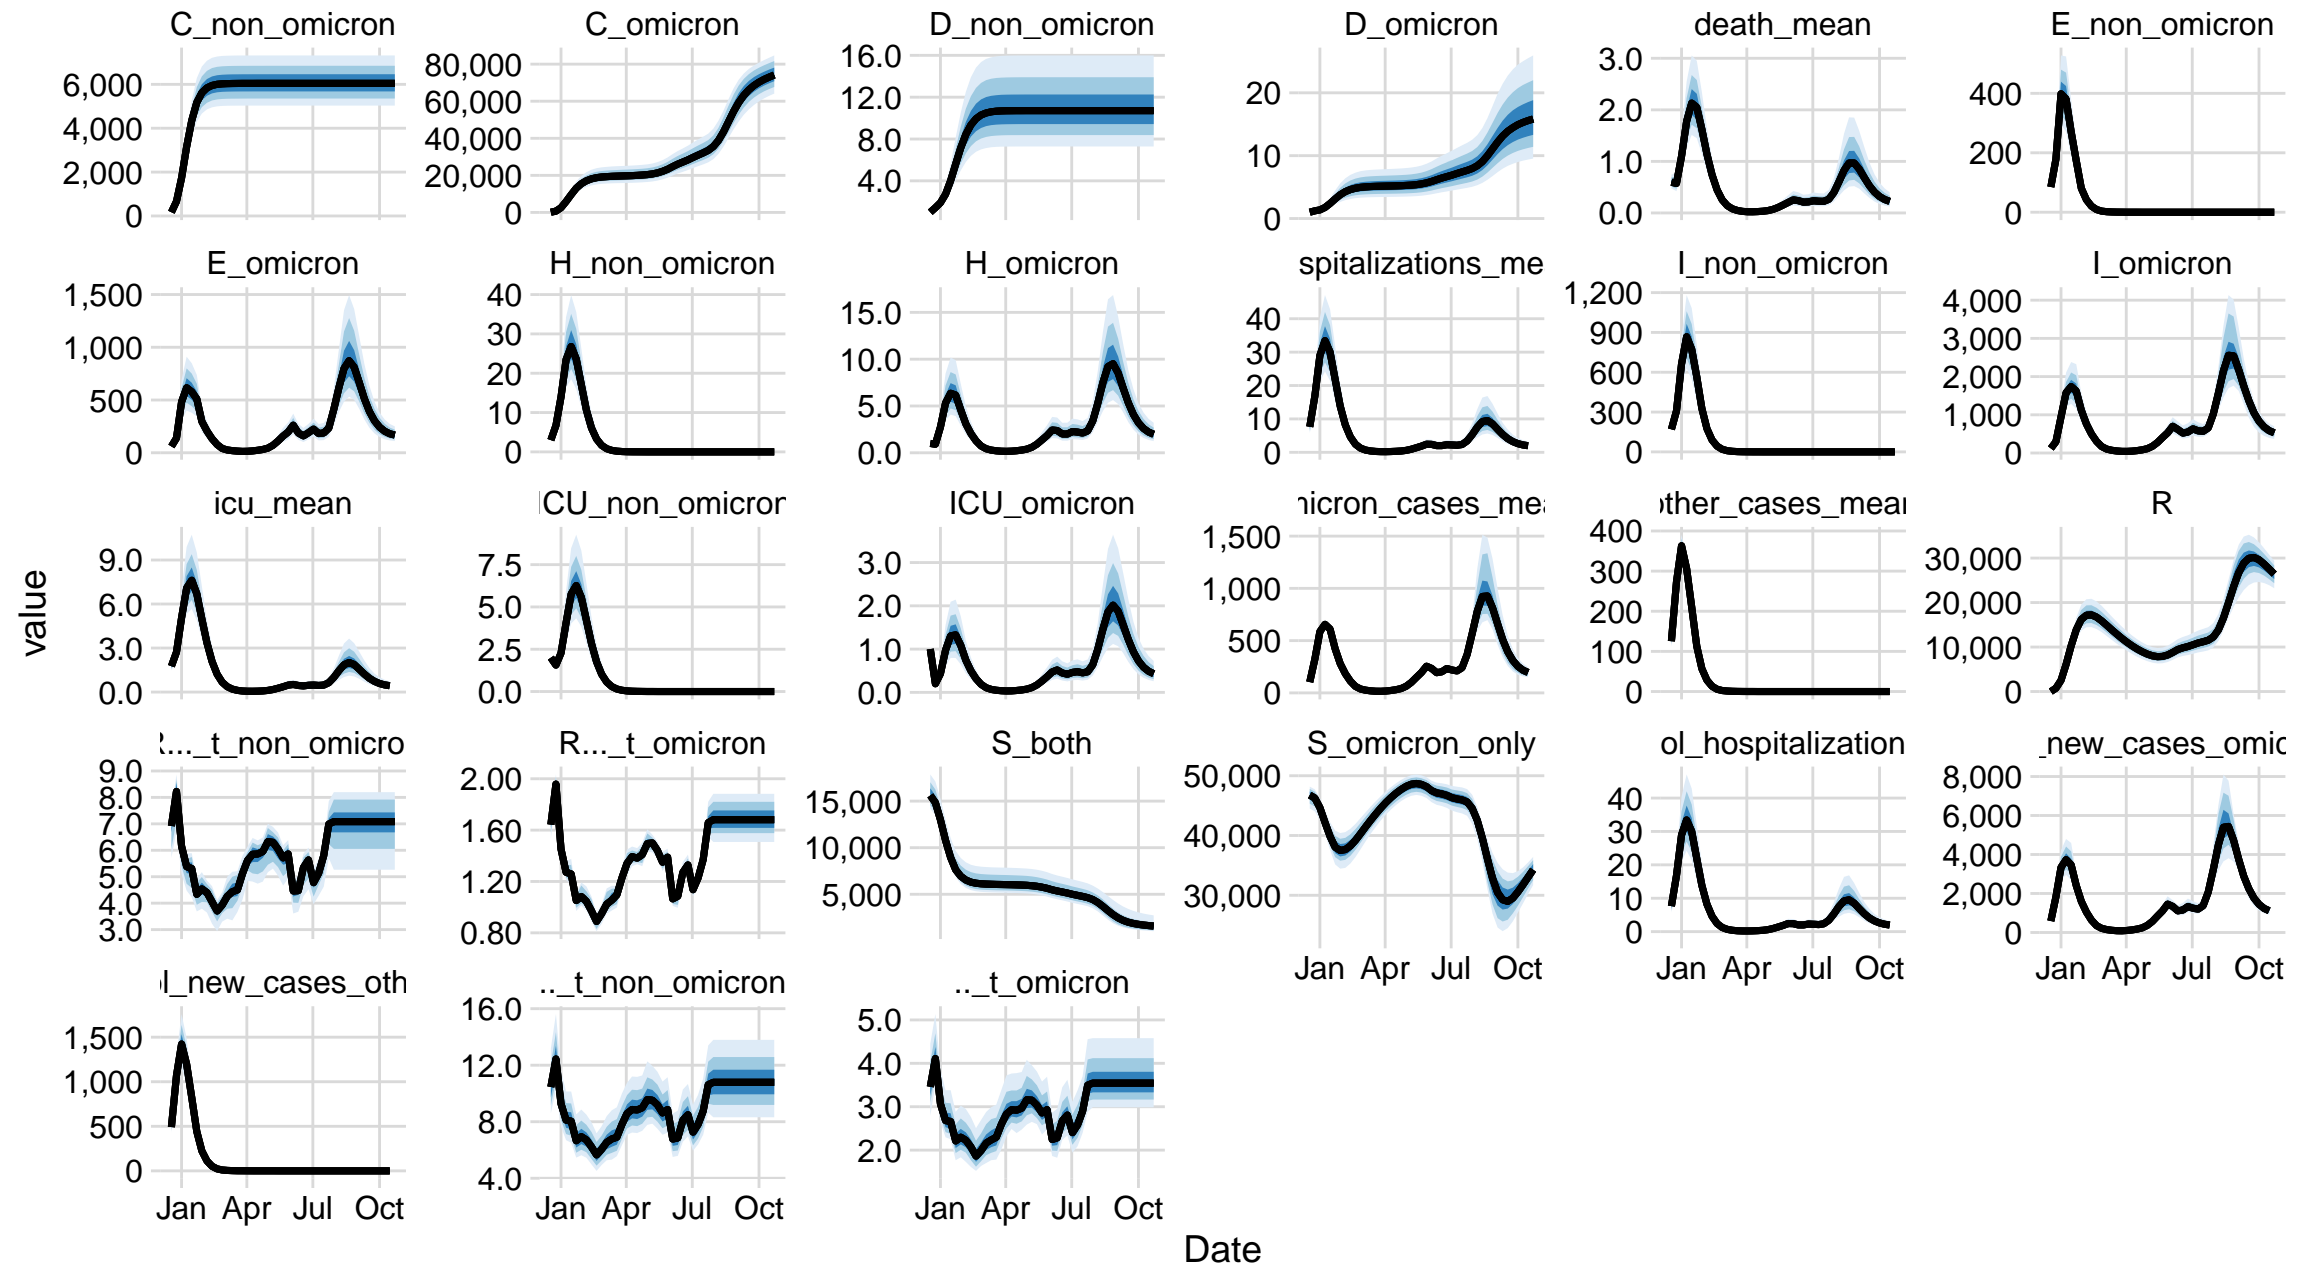 C_non_omicron C_omicron D_non_omicron D_omicron death_mean E_non_omicron
6,000 4,000 2,000 0
80,000 60,000 40,000 20,000 0
16.0 12.0 8.0 4.0
20 10 0
3.0 2.0 1.0 0.0
400 200 0
E_omicron H_non_omicron H_omicron spitalizations_me I_non_omicron I_omicron
1,500 1,000 500 0
40 30 20 10 0
15.0 10.0 5.0 0.0
40 30 20 10 0
1,200 900 600 300 0
4,000 3,000 2,000 1,000 0
icu_mean ICU_non_omicron ICU_omicron nicron_cases_mea other_cases_mean R
9.0 6.0 3.0 0.0
7.5 5.0 2.5 0.0
3.0 2.0 1.0 0.0
1,500 1,000 500 0
400 300 200 100 0
30,000 20,000 10,000 0
R..._t_non_omicro R..._t_omicron S_both S_omicron_only ol_hospitalization _new_cases_omic
9.0 8.0 7.0 6.0 5.0 4.0 3.0
2.00 1.60 1.20 0.80
15,000 10,000 5,000
50,000 40,000 30,000
40 30 20 10 0
8,000 6,000 4,000 2,000 0
Jan Apr Jul Oct
Jan Apr Jul Oct
Jan Apr Jul Oct
l_new_cases_oth .._t_non_omicron .._t_omicron
1,500 1,000 500 0
16.0 12.0 8.0 4.0
5.0 4.0 3.0 2.0
Jan Apr Jul Oct
Jan Apr Jul Oct
Jan Apr Jul Oct
value
Date